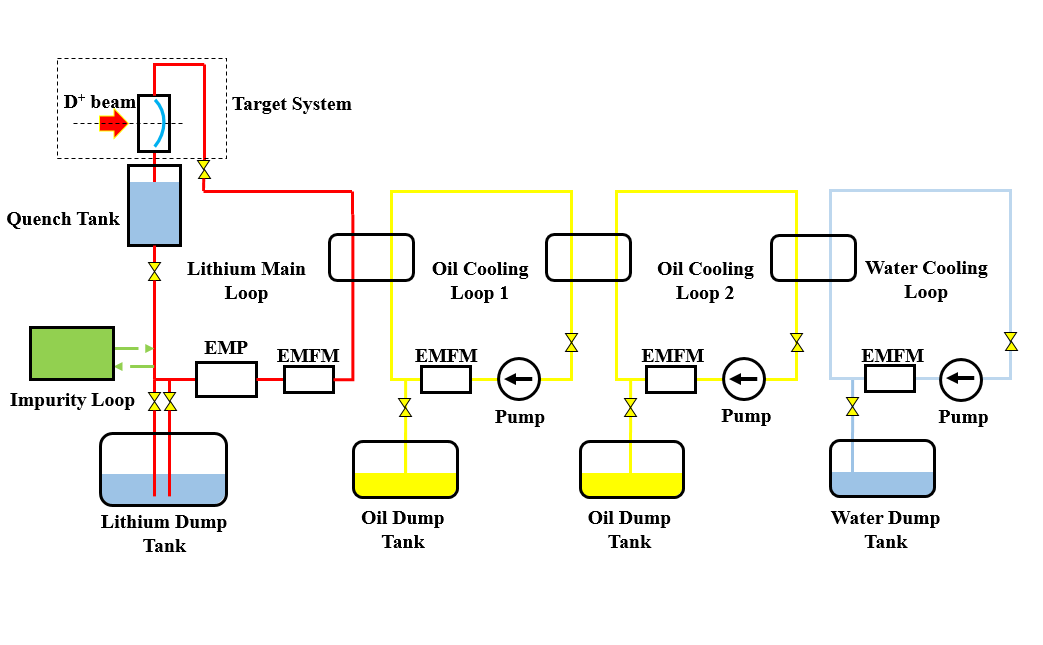 D+ beam
Target System
Quench Tank
Lithium Main
Loop
Oil Cooling
Loop 1
Oil Cooling
Loop 2
Water Cooling
Loop
EMP
EMFM
EMFM
EMFM
EMFM
Impurity Loop
Pump
Pump
Pump
Lithium Dump
Tank
Oil Dump
Tank
Oil Dump
Tank
Water Dump
Tank